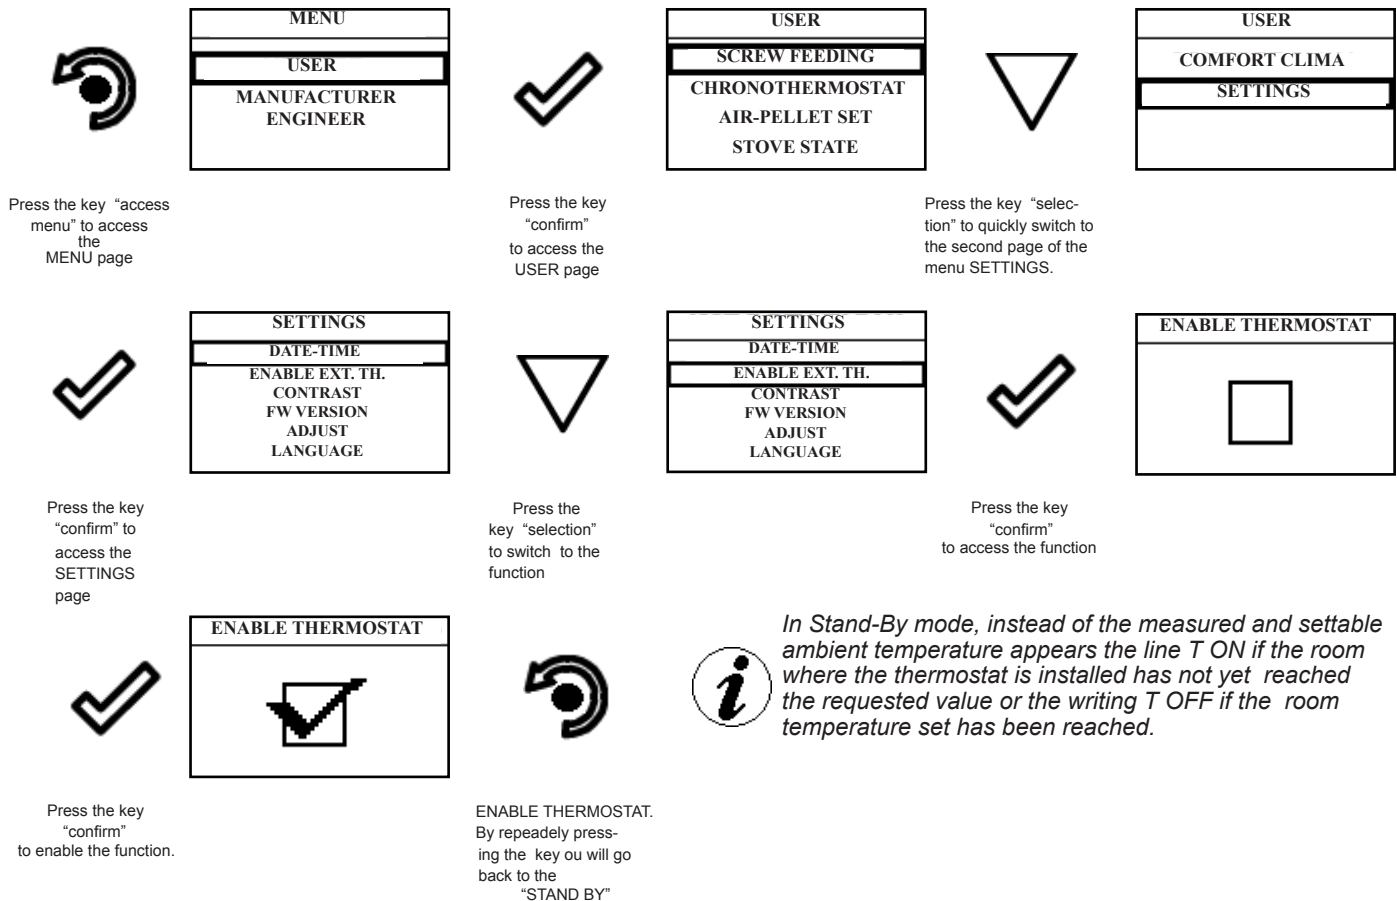 MENU
USER
MANUFACTURER
ENGINEER
USER
SCREW FEEDING
CHRONOTHERMOSTAT
AIR-PELLET SET
STOVE STATE
USER
COMFORT CLIMA
SETTINGS
Press the key “access
menu” to access
the
MENU page
Press the key
“confirm”
to access the
USER page
Press the key “selec-
tion” to quickly switch to
the second page of the
menu SETTINGS.
SETTINGS
DATE-TIME
ENABLE EXT. TH.
CONTRAST
FW VERSION
ADJUST
LANGUAGE
SETTINGS
DATE-TIME
ENABLE EXT. TH.
CONTRAST
FW VERSION
ADJUST
LANGUAGE
ENABLE THERMOSTAT
Press the key
“confirm” to
access the
SETTINGS
page
Press the
key “selection”
to switch to the
function
Press the key
“confirm”
to access the function
ENABLE THERMOSTAT
In Stand-By mode, instead of the measured and settable
ambient temperature appears the line T ON if the room
where the thermostat is installed has not yet reached
the requested value or the writing T OFF if the room
temperature set has been reached.
Press the key
“confirm”
to enable the function.
ENABLE THERMOSTAT.
By repeadely press-
ing the key ou will go
back to the
“STAND BY”